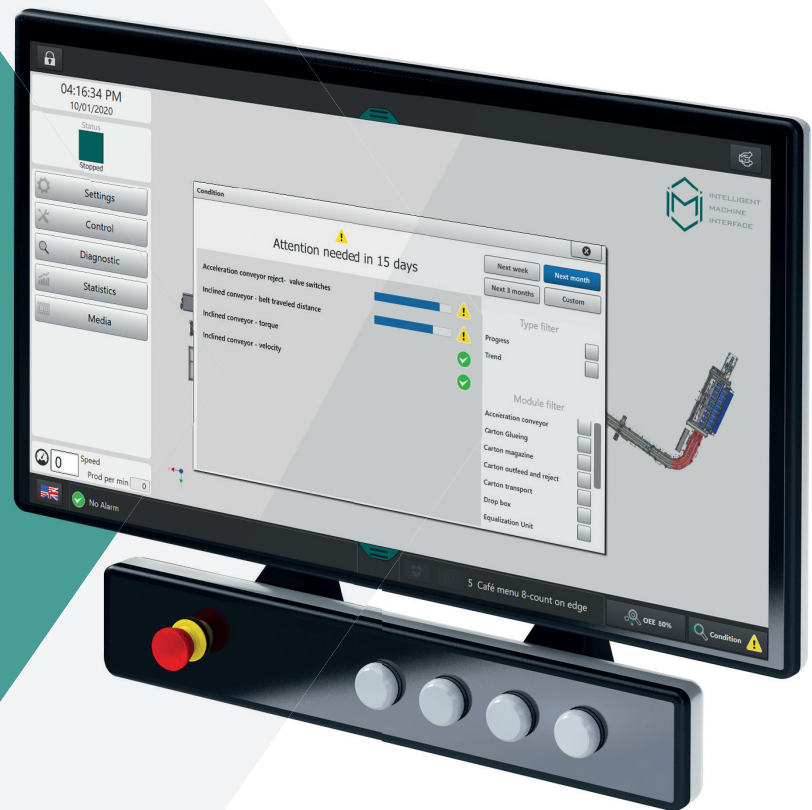 04:16:34 PM
10/01/2020
Status
Stopped
Settings
Control
Diagnostic
Statistics
Media
0 Speed
Prod per min 0
No Alarm
INTELLIGENT
MACHINE
INTERFACE
Condition
Attention needed in 15 days
Acceleration conveyor reject- valve switches
Inclined conveyor - belt traveled distance
Inclined conveyor - torque
Inclined conveyor - velocity
Next week
Next month
Next 3 months
Custom
Type filter
Progress
Trend
Module filter
Acceleration conveyor
Carton Glueing
Carton magazine
Carton outfeed and reject
Carton transport
Drop box
Equalization Unit
5 Café menu 8-count on edge
OEE 80%
Condition